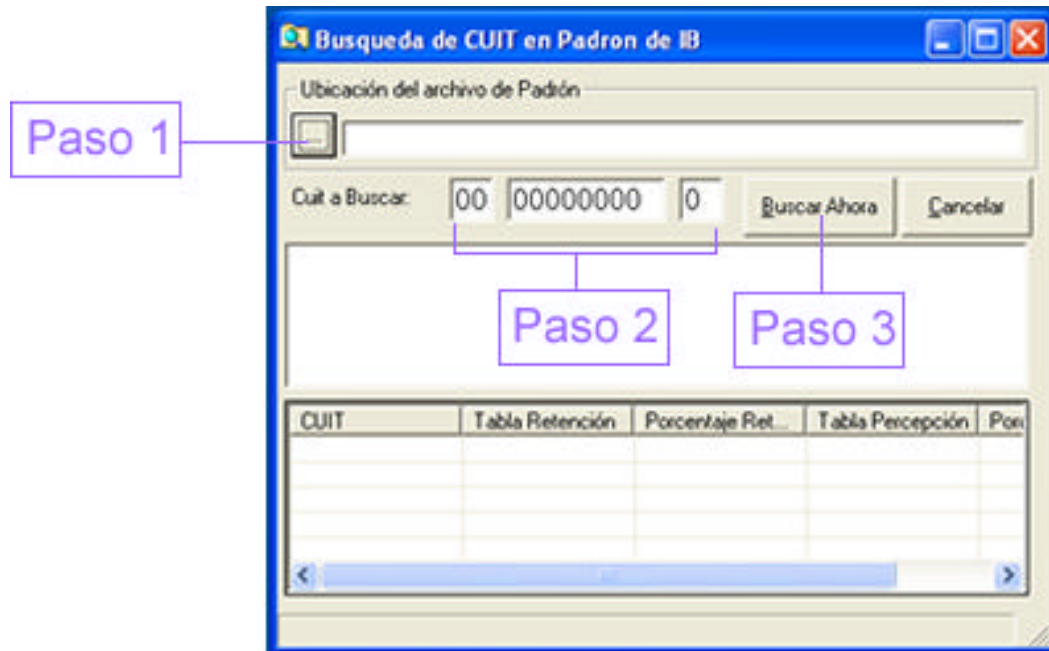 Busqueda de CUIT en Padron de IB
Ubicación del archivo de Padrón
Paso 1
...
Cuit a Buscar: 00 00000000 0 Buscar Ahora Cancelar
Paso 2 Paso 3
CUIT Tabla Retención Porcentaje Ret... Tabla Percepción